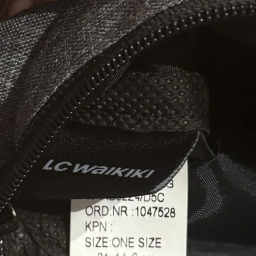 LC WAIKIKI
ORD.NR :1047528
KPN :
SIZE:ONE SIZE